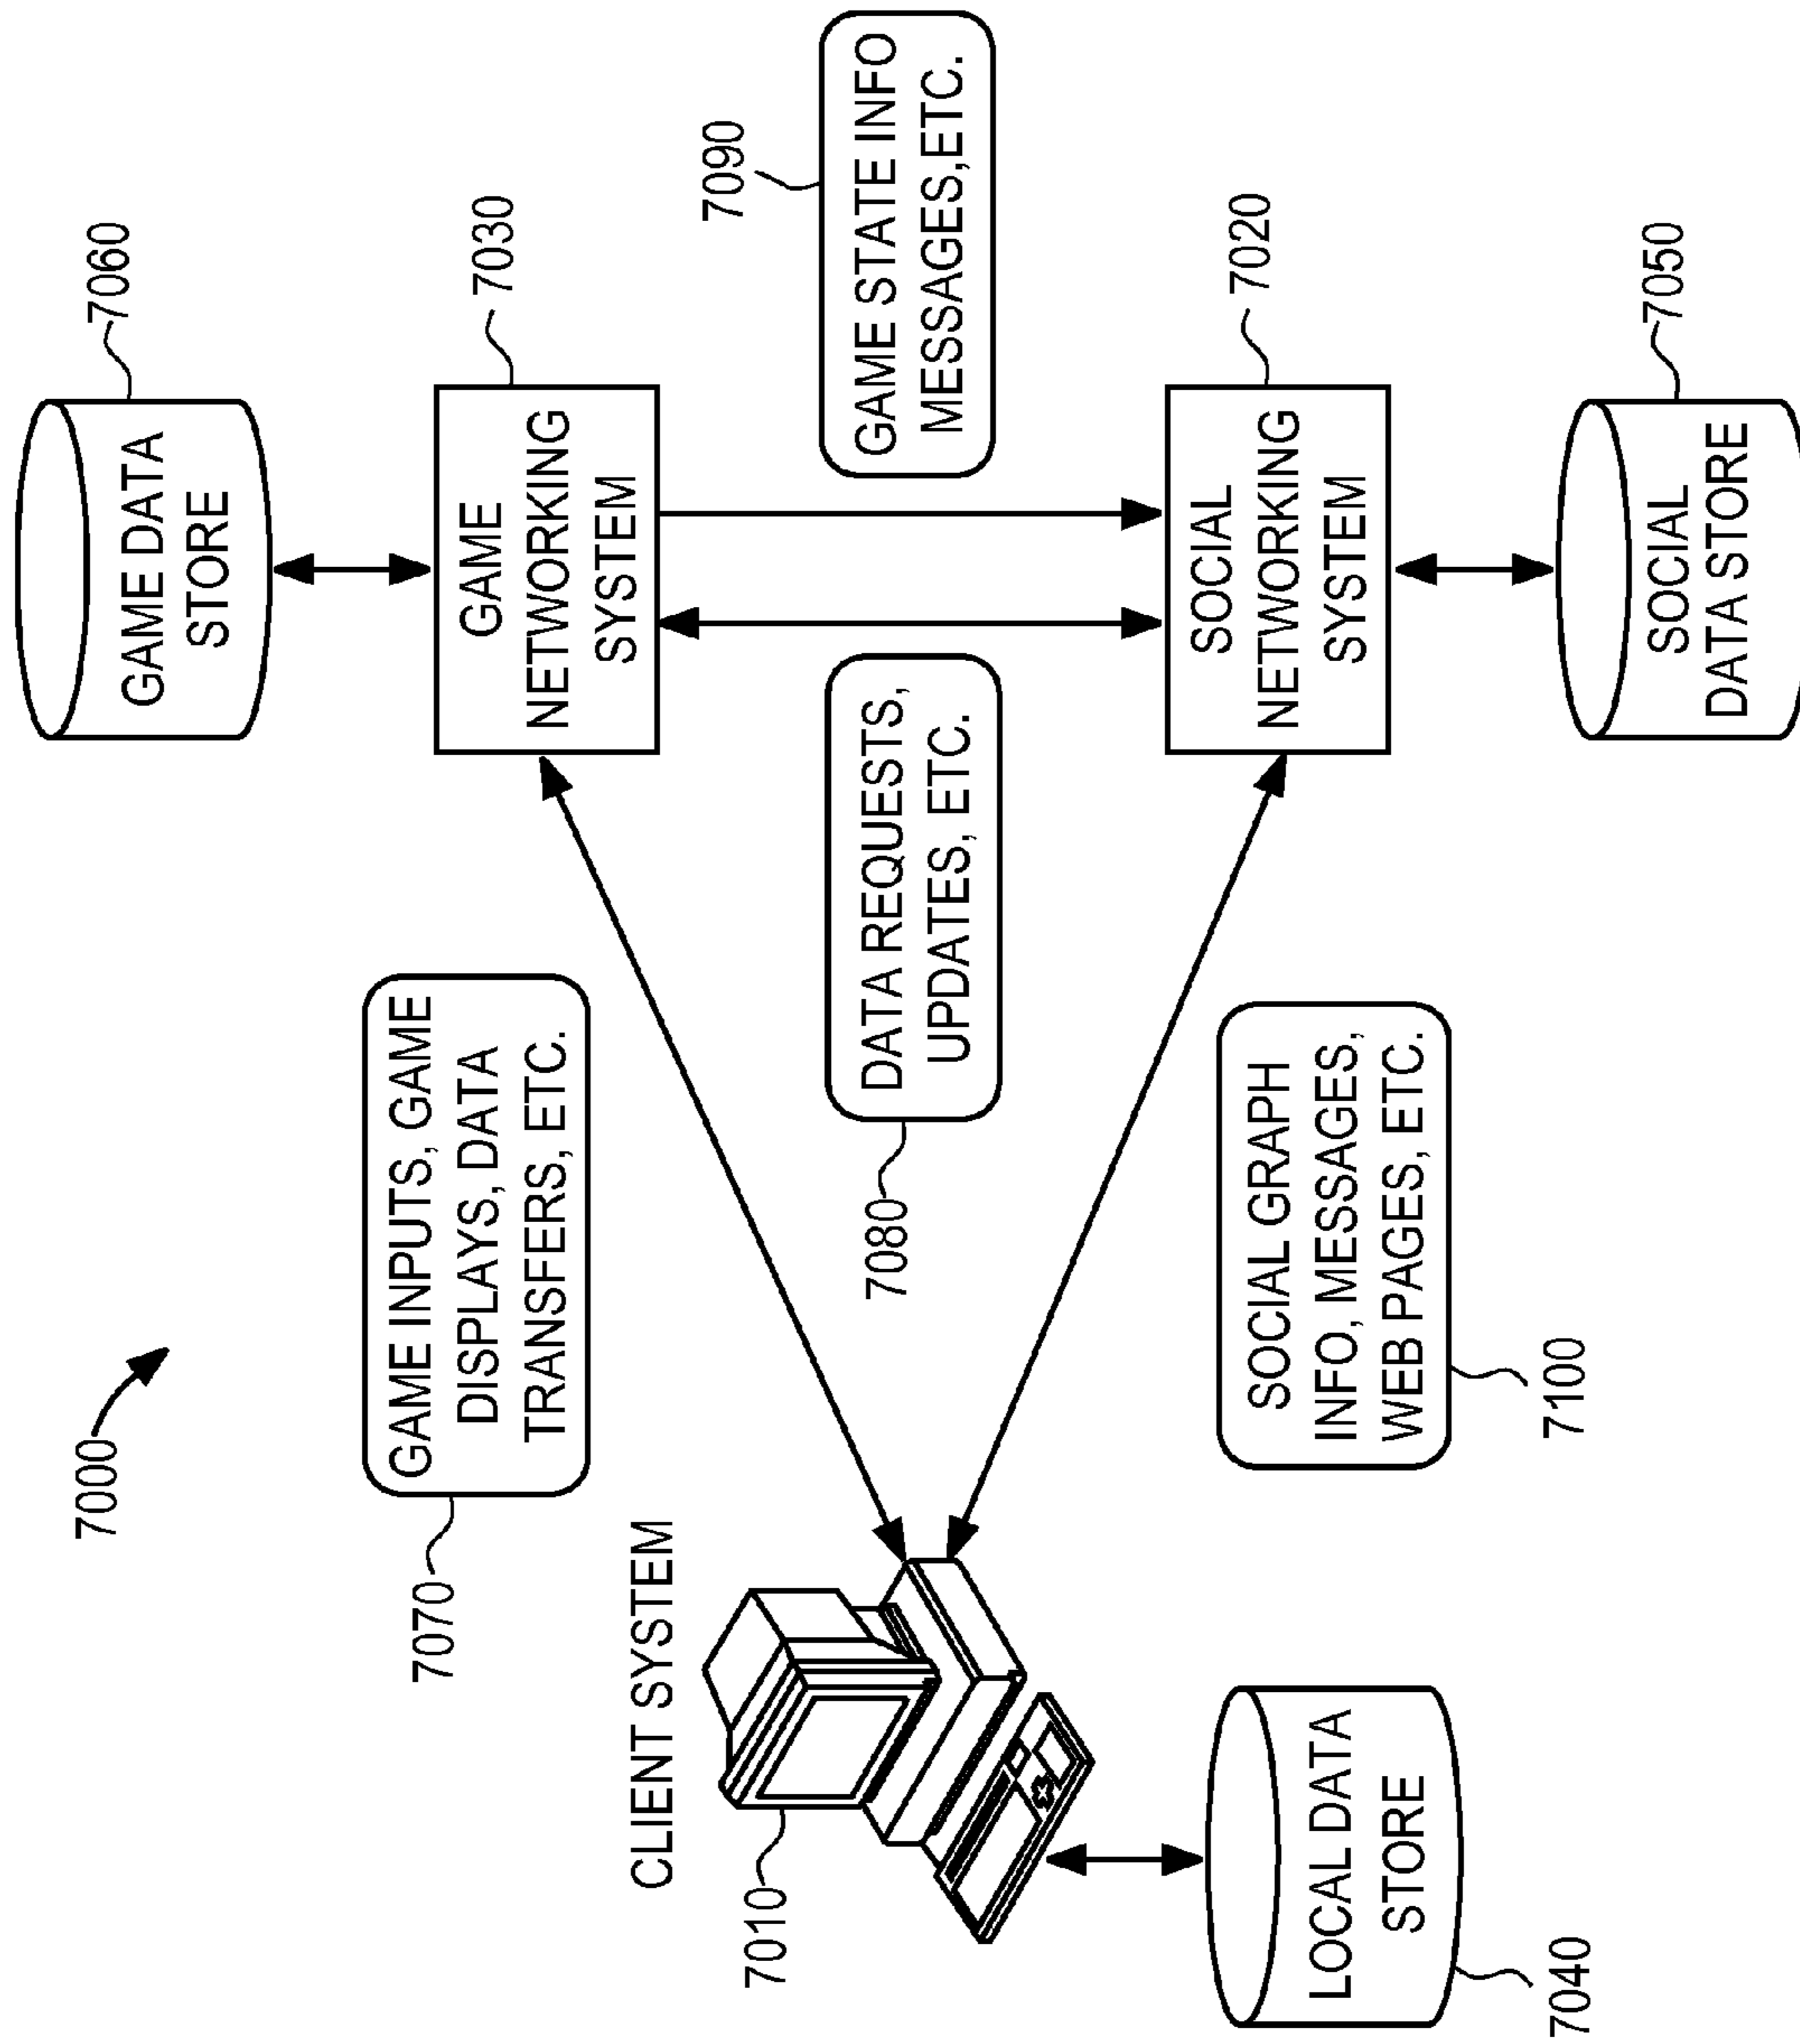 7000
7060
GAME DATA
STORE
7030
GAME
NETWORKING
SYSTEM
7070
GAME INPUTS, GAME
DISPLAYS, DATA
TRANSFERS, ETC.
CLIENT SYSTEM
7010
7090
GAME STATE INFO
MESSAGES,ETC.
7080
DATA REQUESTS,
UPDATES, ETC.
7020
SOCIAL
NETWORKING
SYSTEM
SOCIAL GRAPH
INFO, MESSAGES,
WEB PAGES, ETC.
7100
7040
LOCAL DATA
STORE
7050
SOCIAL
DATA STORE